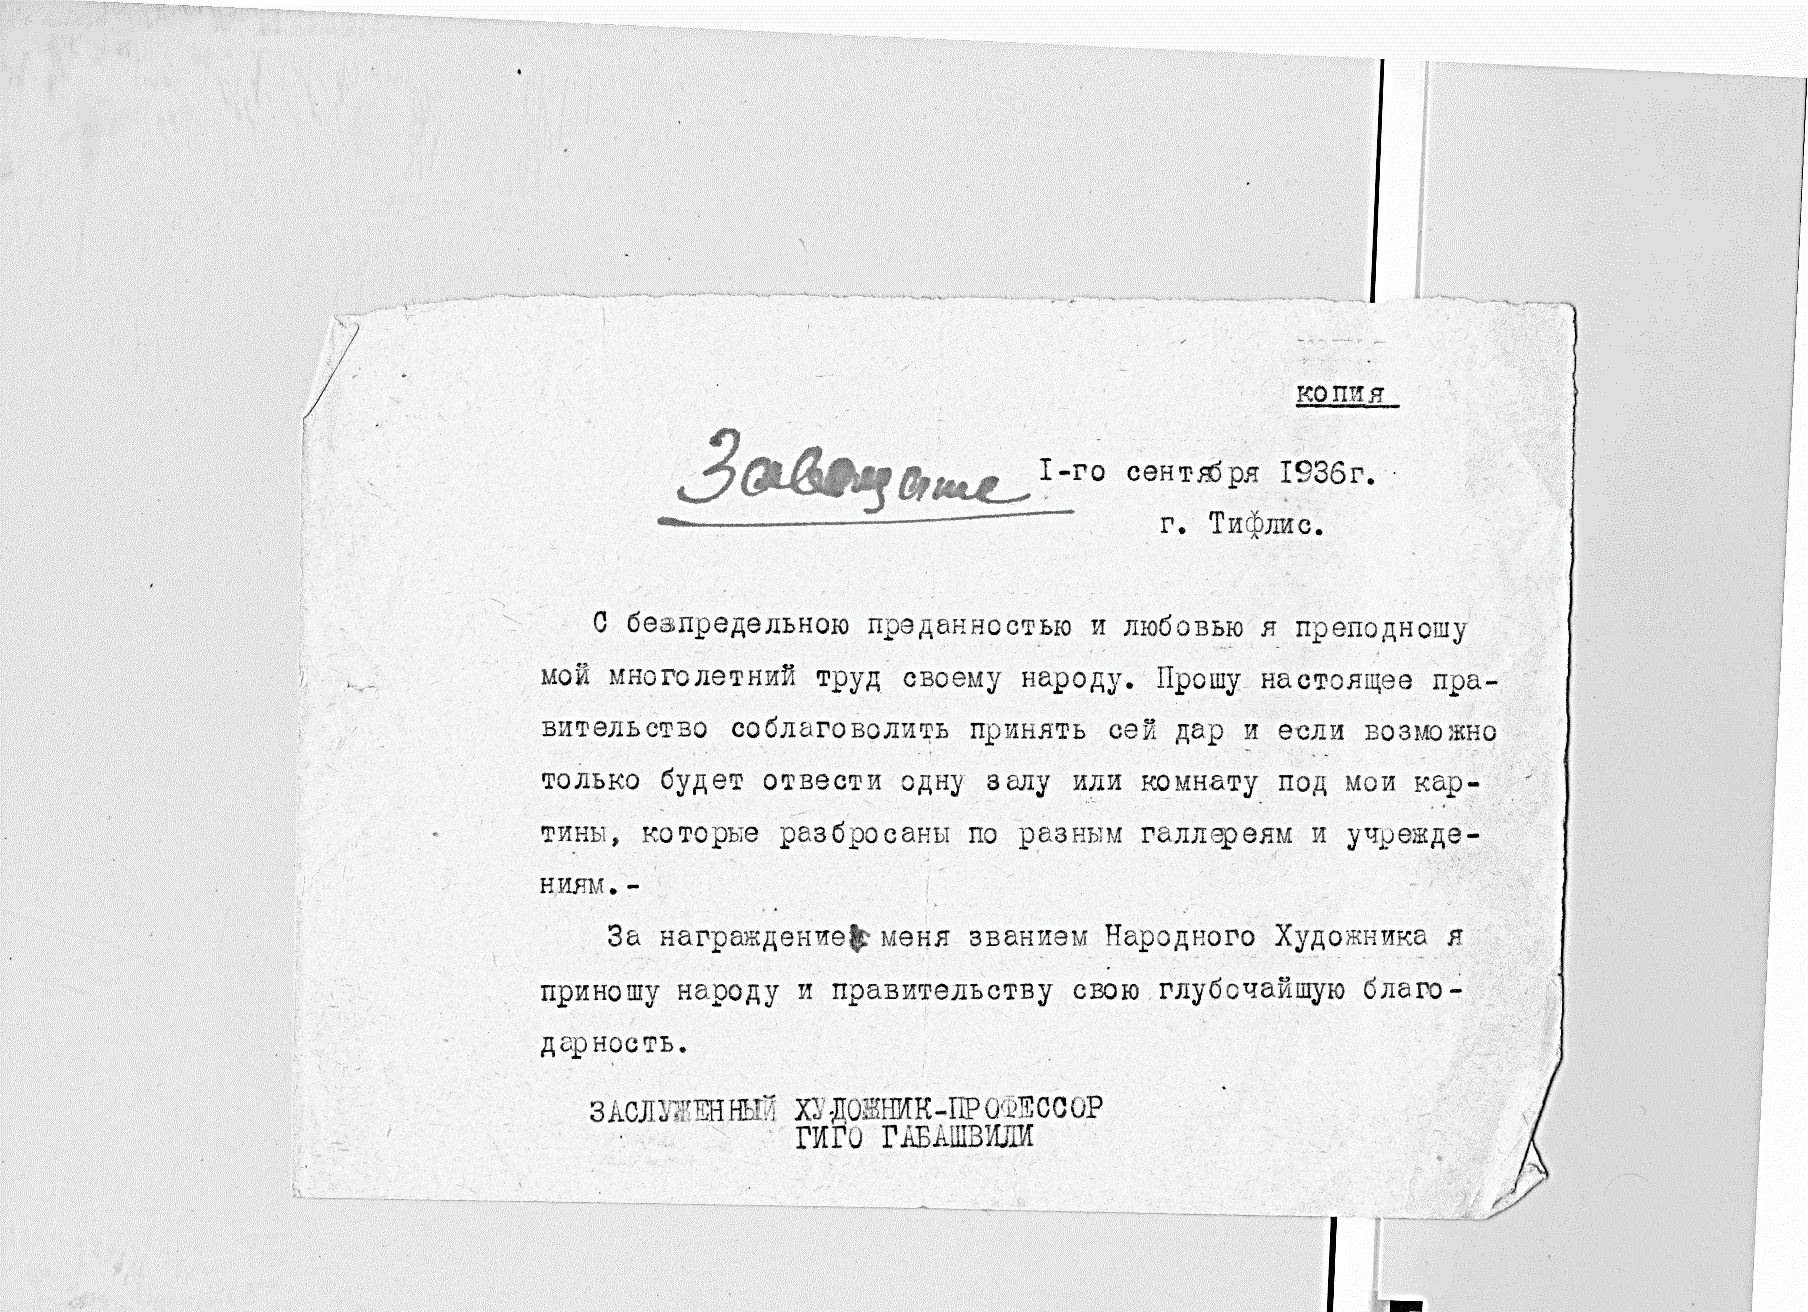 копия
Завещание
I-го сентября 1936г.
г. Тифлис.
С безпредельною преданностью и любовью я преподношу
мой многолетний труд своему народу. Прошу настоящее пра-
вительство соблаговолить принять сей дар и если возможно
только будет отвести одну залу или комнату под мои кар-
тины, которые разбросаны по разным галлереям и учрежде-
ниям.-
За награждение меня званием Народного Художника я
приношу народу и правительству свою глубочайшую благо-
дарность.
ЗАСЛУЖЕННЫЙ ХУДОЖНИК-ПРОФЕССОР
ГИГО ГАБАШВИЛИ